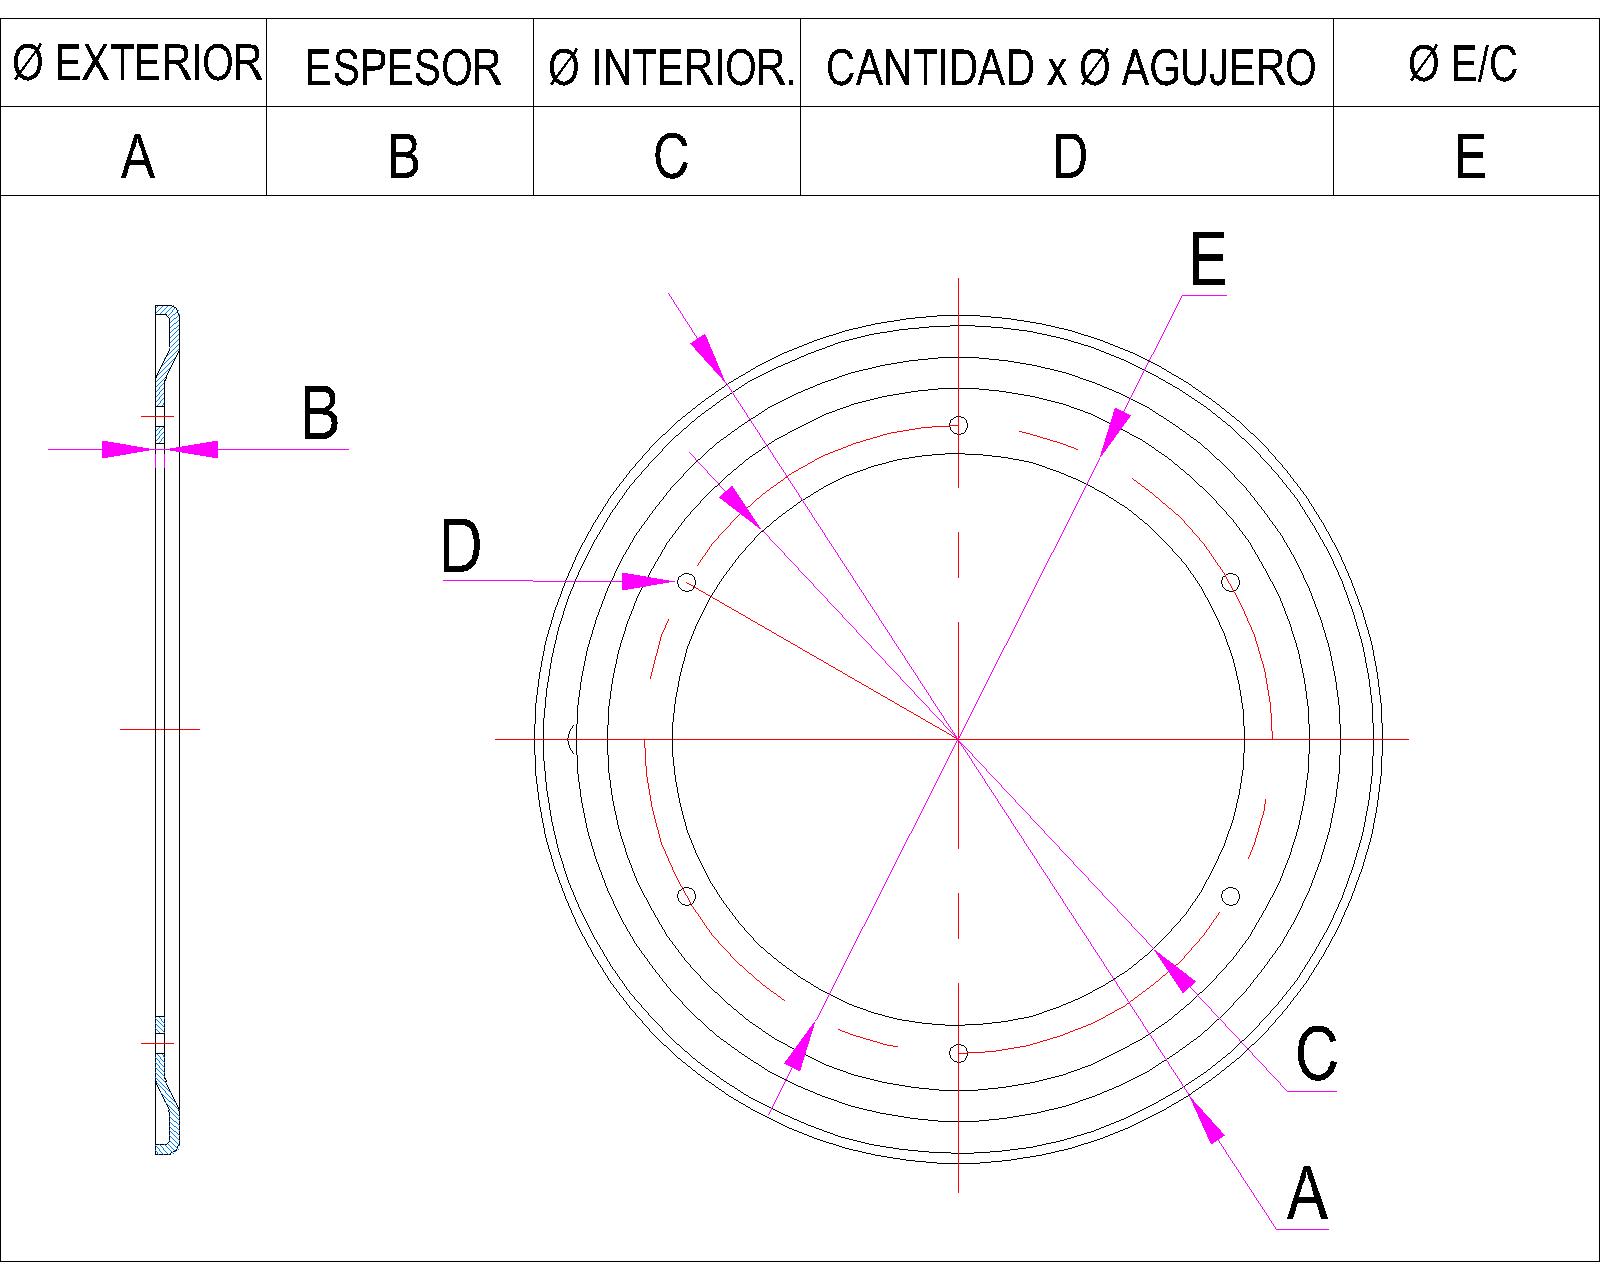 Ø EXTERIOR ESPESOR Ø INTERIOR. CANTIDAD x Ø AGUJERO Ø E/C
A B C D E
E
B
D
C
A